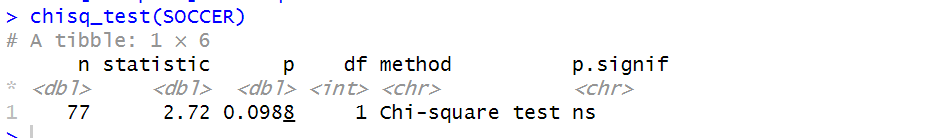 > chisq_test(SOCCER)
# A tibble: 1 × 6
n statistic p df method p.signif
* <dbl> <dbl> <dbl> <int> <chr> <chr>
1 77 2.72 0.0988 1 Chi-square test ns
>